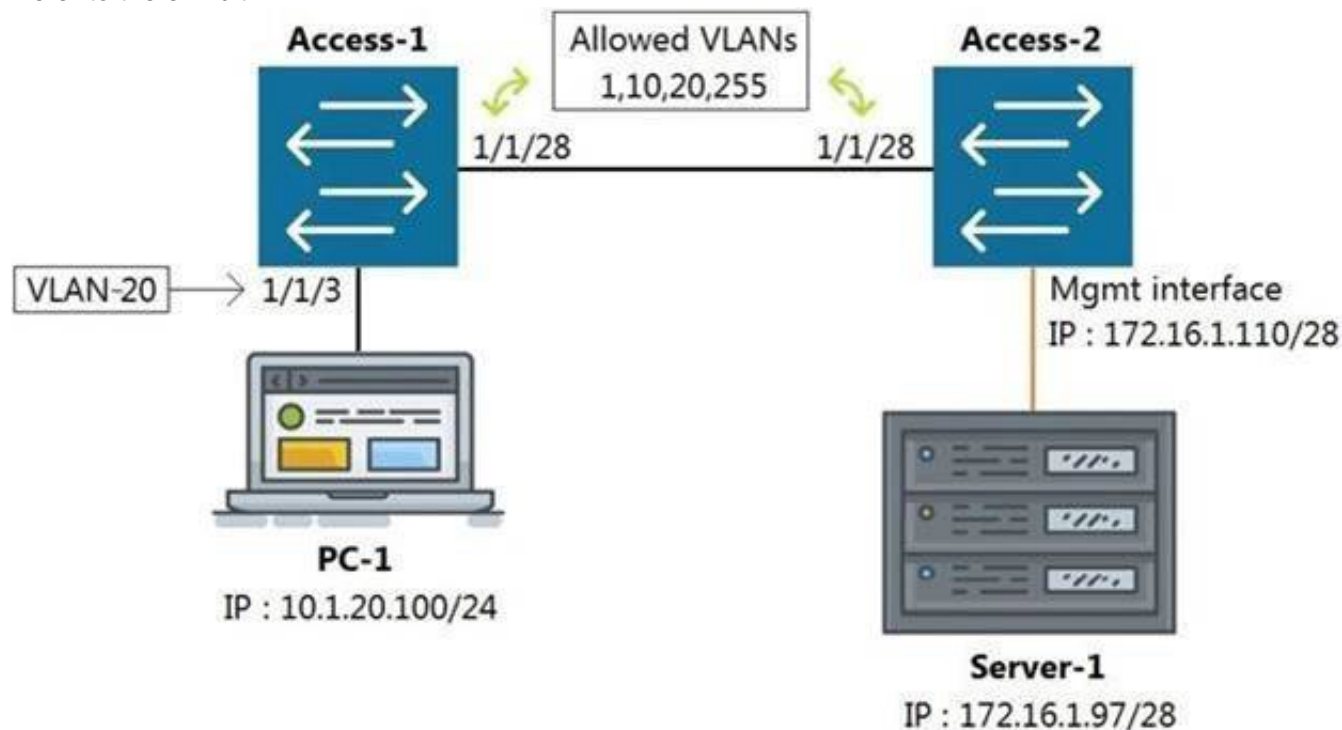 Access-1
Allowed VLANs
1,10,20,255
Access-2
1/1/28
1/1/28
VLAN-20
1/1/3
Mgmt interface
IP : 172.16.1.110/28
PC-1
IP : 10.1.20.100/24
Server-1
IP : 172.16.1.97/28